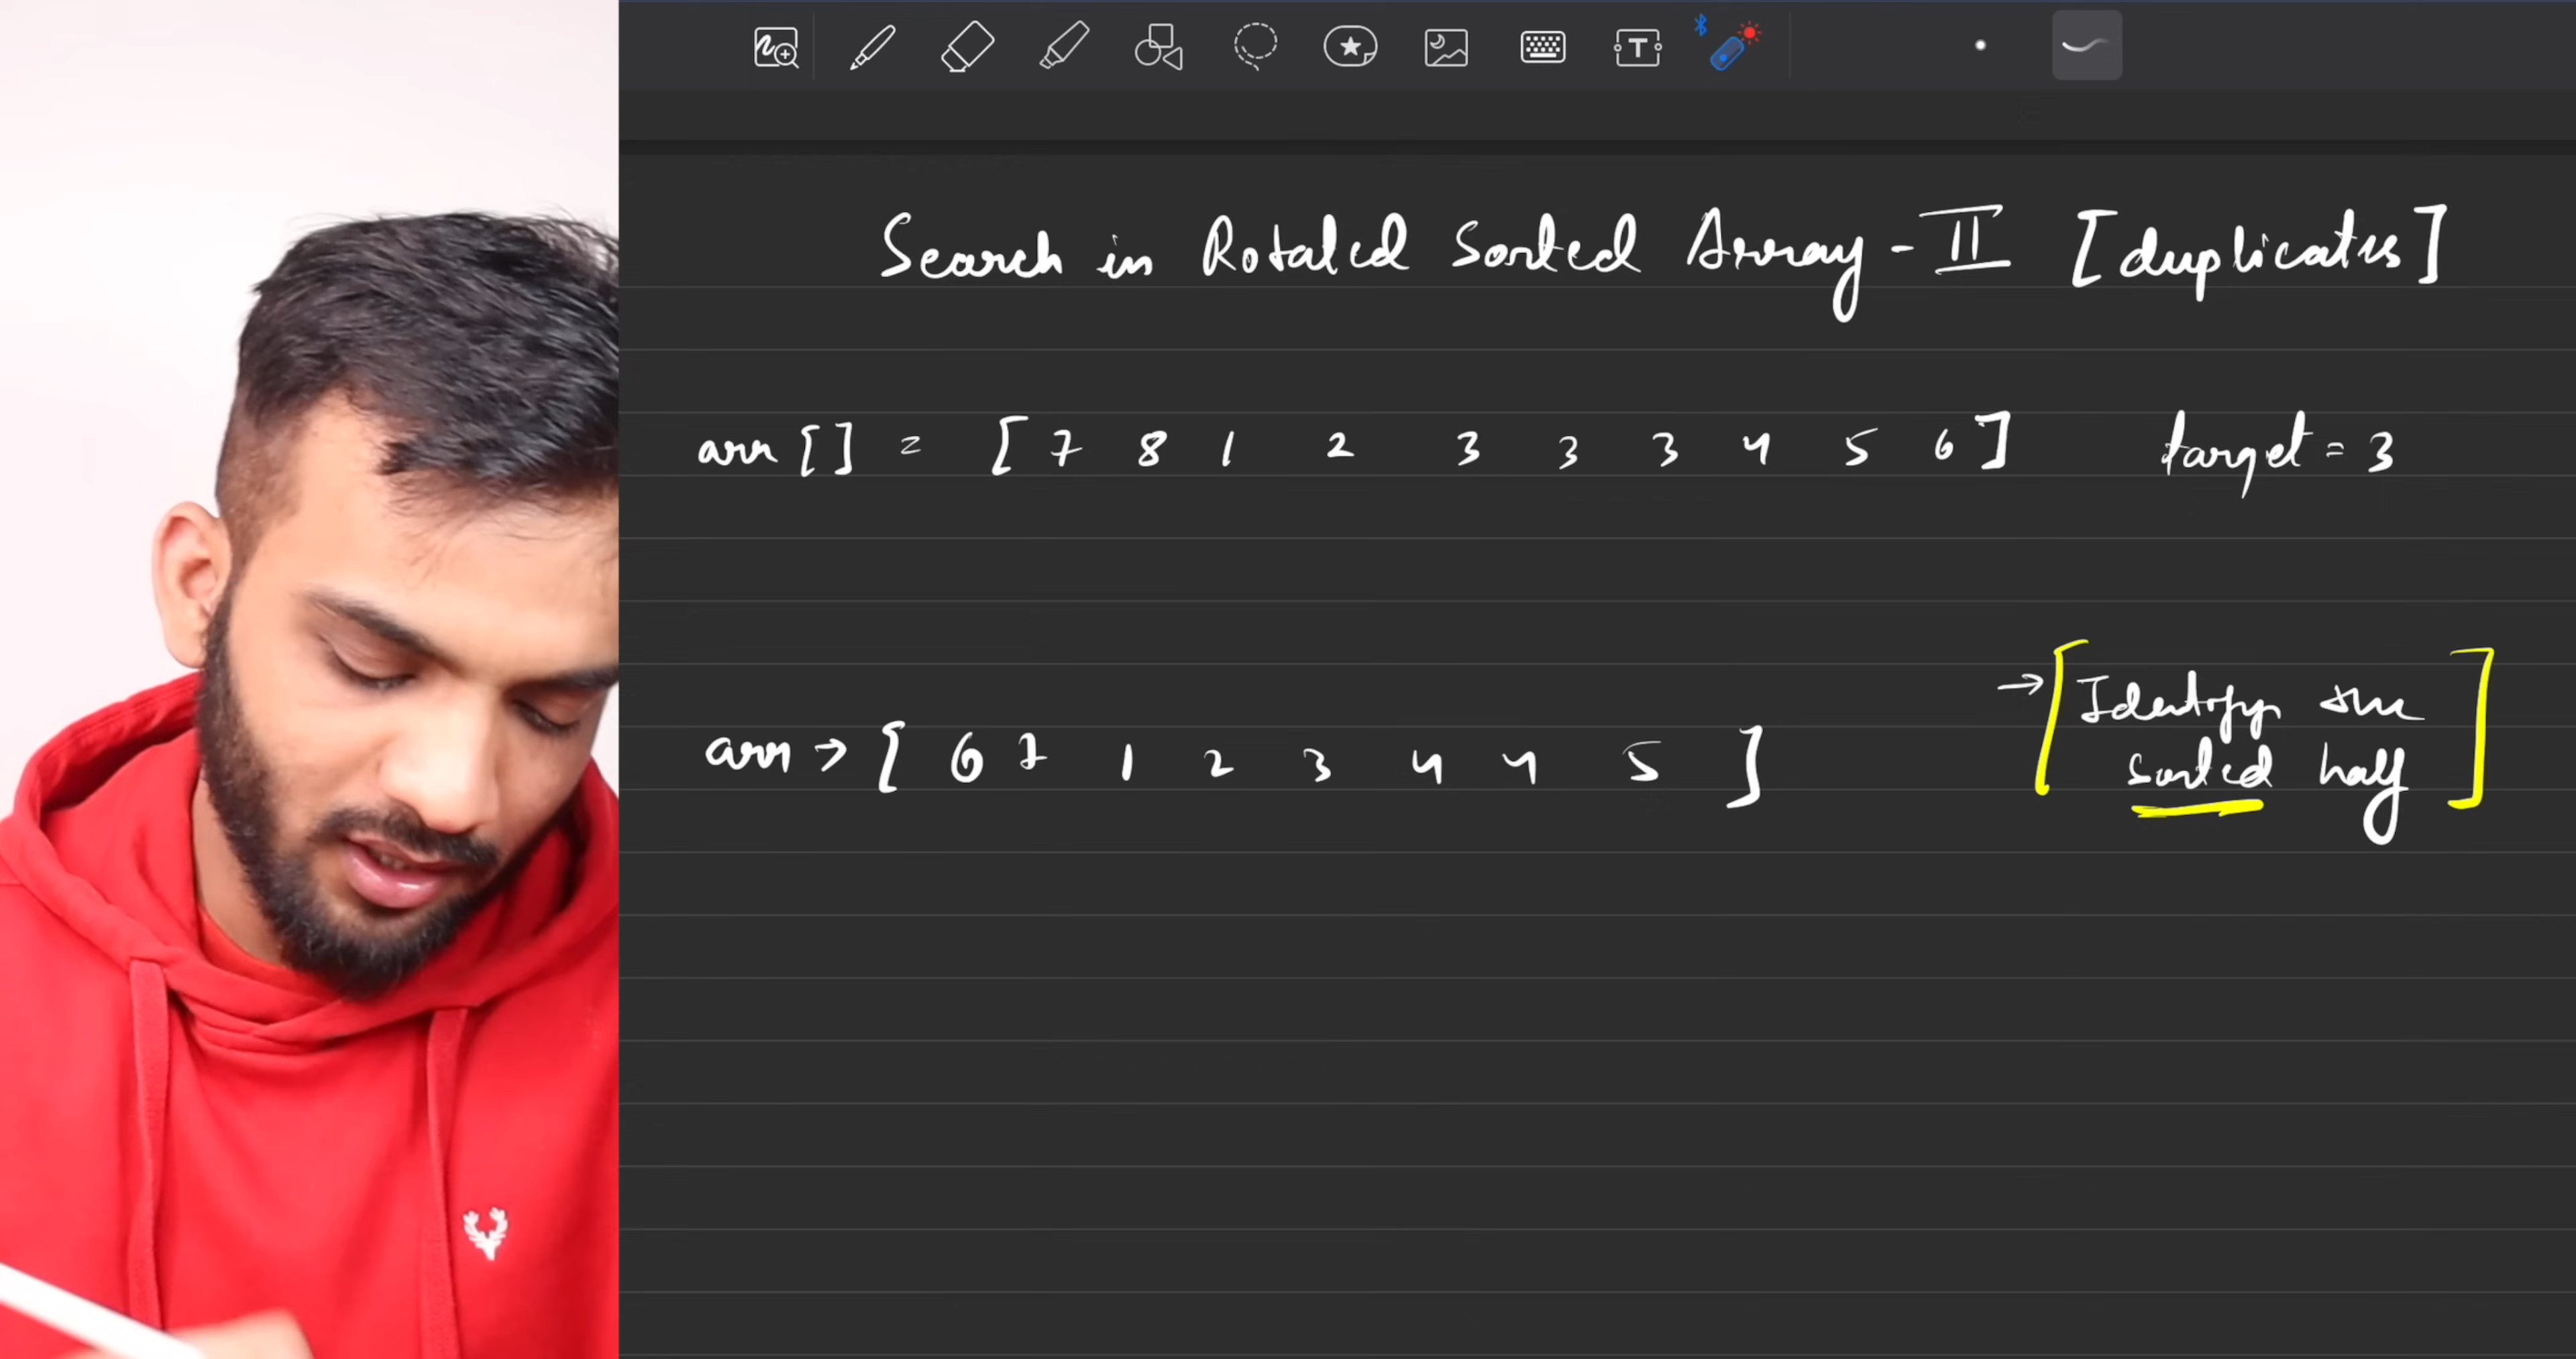 Search in Rotated Sorted Array - II [duplicates]
arr [] = [ 7 8 1 2 3 3 3 4 5 6 ] target = 3
→ [ Identify the
sorted half ]
arr → [ 6 7 1 2 3 4 4 5 ]